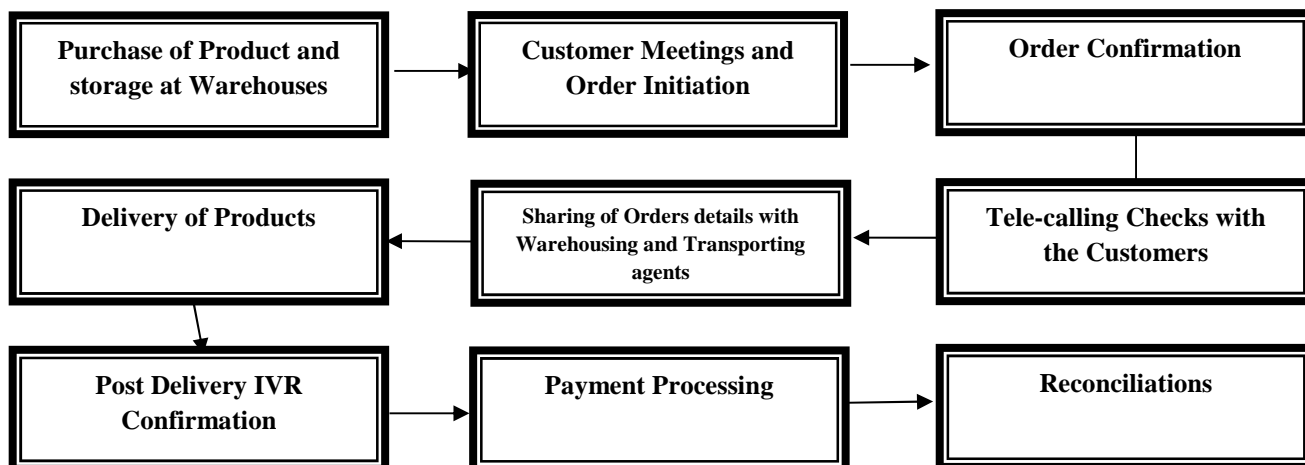 Purchase of Product and
storage at Warehouses
Customer Meetings and
Order Initiation
Order Confirmation
Delivery of Products
Sharing of Orders details with
Warehousing and Transporting
agents
Tele-calling Checks with
the Customers
Post Delivery IVR
Confirmation
Payment Processing
Reconciliations